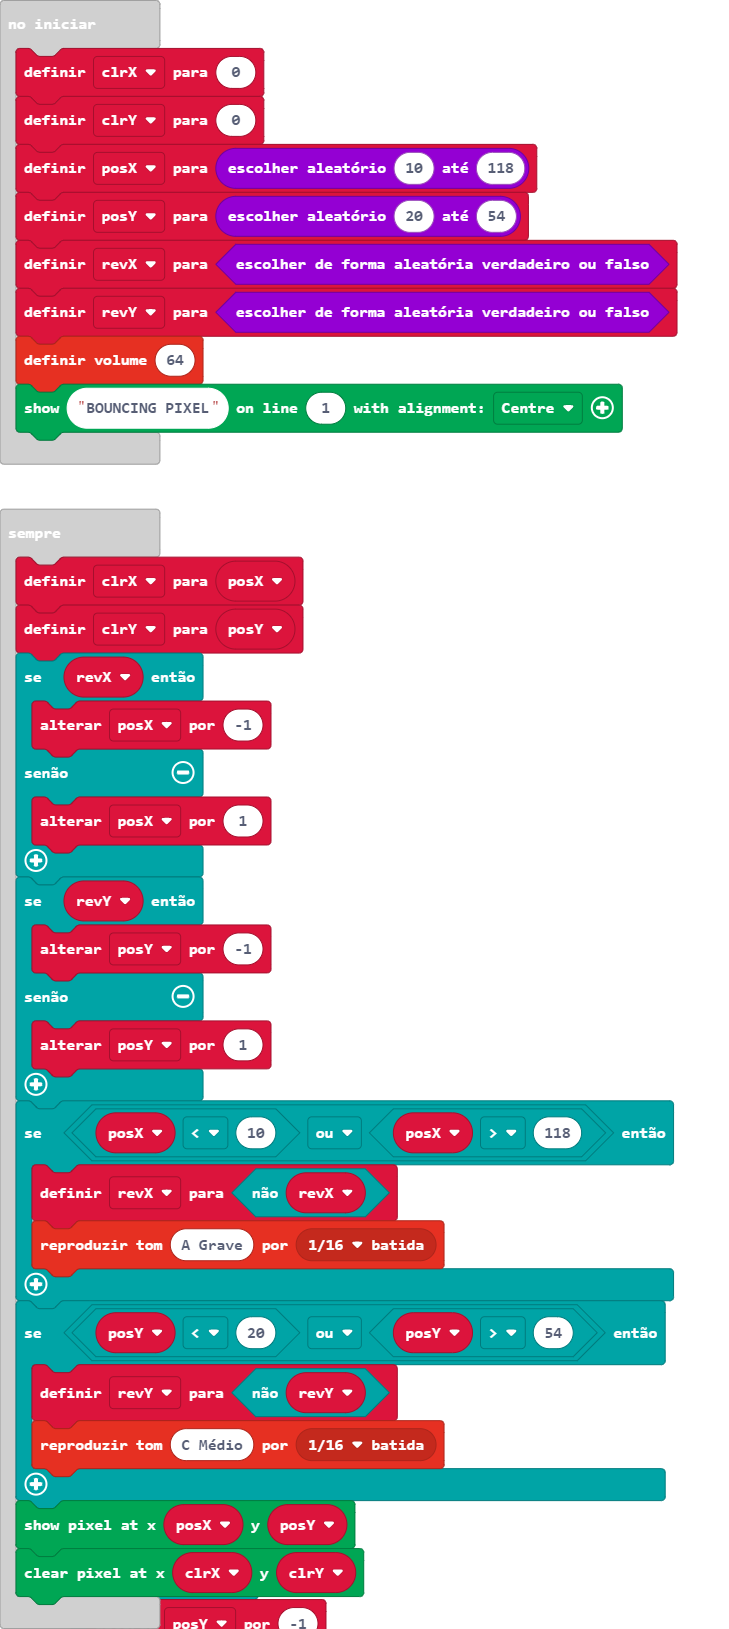 no iniciar
definir clrX para 0
definir clrY para 0
definir posX para escolher aleatório 10 até 118
definir posY para escolher aleatório 20 até 54
definir revX para escolher de forma aleatória verdadeiro ou falso
definir revY para escolher de forma aleatória verdadeiro ou falso
definir volume 64
show "BOUNCING PIXEL" on line 1 with alignment: Centre
sempre
definir clrX para posX
definir clrY para posY
se revX então
alterar posX por -1
senão
alterar posX por 1
se revY então
alterar posY por -1
senão
alterar posY por 1
se posX < 10 ou posX > 118 então
definir revX para não revX
reproduzir tom A Grave por 1/16 batida
se posY < 20 ou posY > 54 então
definir revY para não revY
reproduzir tom C Médio por 1/16 batida
show pixel at x posX y posY
clear pixel at x clrX y clrY
posY por -1